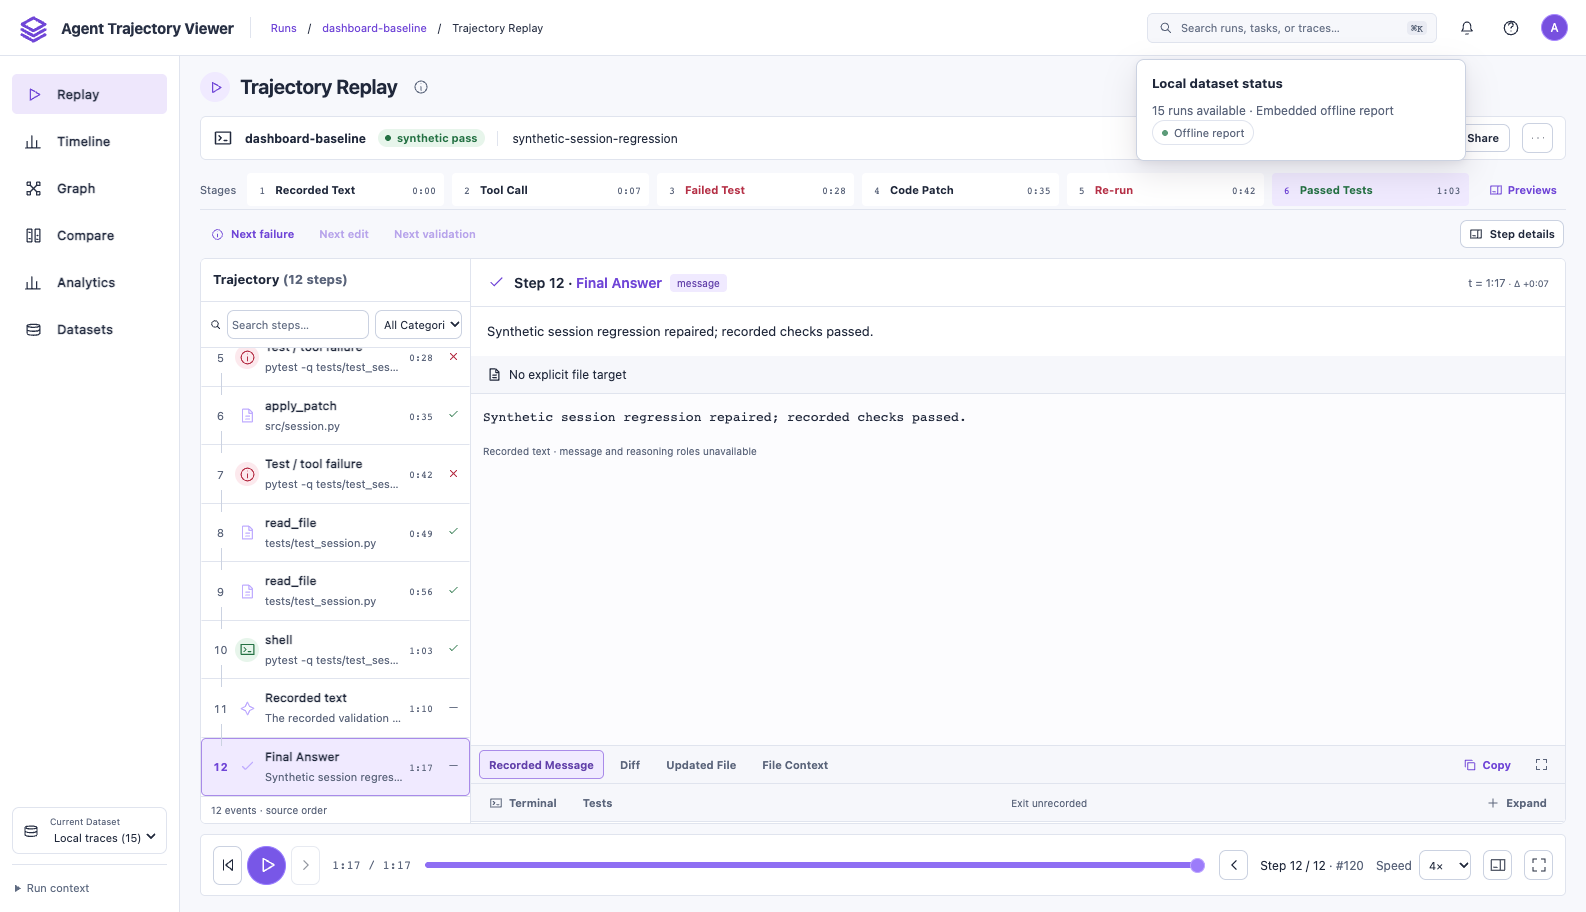 Agent Trajectory Viewer
Runs / dashboard-baseline / Trajectory Replay
Search runs, tasks, or traces...
⌘K
A
Replay
Timeline
Graph
Compare
Analytics
Datasets
Current Dataset
Local traces (15)
Run context
Trajectory Replay
Local dataset status
15 runs available · Embedded offline report
Offline report
dashboard-baseline
synthetic pass
synthetic-session-regression
Share
...
Stages
1 Recorded Text 0:00
2 Tool Call 0:07
3 Failed Test 0:28
4 Code Patch 0:35
5 Re-run 0:42
6 Passed Tests 1:03
Previews
Next failure
Next edit
Next validation
Step details
Trajectory (12 steps)
Search steps...
All Categori
5 Test / tool failure 0:28
pytest -q tests/test_ses...
6 apply_patch 0:35
src/session.py
7 Test / tool failure 0:42
pytest -q tests/test_ses...
8 read_file 0:49
tests/test_session.py
9 read_file 0:56
tests/test_session.py
10 shell 1:03
pytest -q tests/test_ses...
11 Recorded text 1:10
The recorded validation ...
12 Final Answer 1:17
Synthetic session regres...
12 events · source order
Step 12 · Final Answer
message
t = 1:17 · Δ +0:07
Synthetic session regression repaired; recorded checks passed.
No explicit file target
Synthetic session regression repaired; recorded checks passed.
Recorded text · message and reasoning roles unavailable
Recorded Message
Diff
Updated File
File Context
Copy
Terminal
Tests
Exit unrecorded
Expand
1:17 / 1:17
Step 12 / 12 · #120
Speed
4×